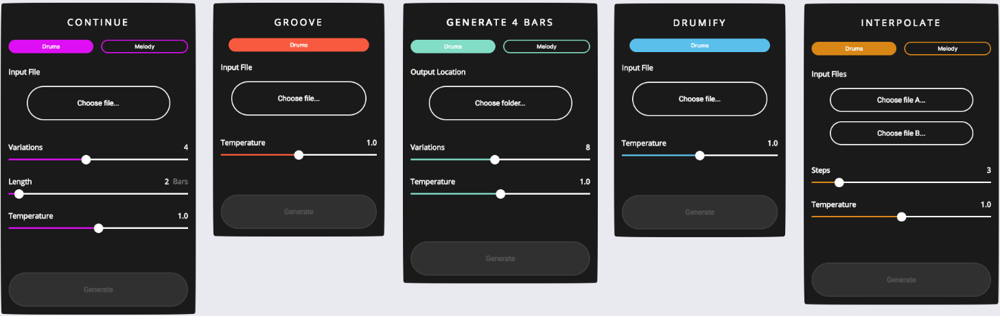 CONTINUE
Drums Melody
Input File
Choose file...
Variations 4
Length 2 Bars
Temperature 1.0
Generate
GROOVE
Drums
Input File
Choose file...
Temperature 1.0
Generate
GENERATE 4 BARS
Drums Melody
Output Location
Choose folder...
Variations 8
Temperature 1.0
Generate
DRUMIFY
Drums
Input File
Choose file...
Temperature 1.0
Generate
INTERPOLATE
Drums Melody
Input Files
Choose file A...
Choose file B...
Steps 3
Temperature 1.0
Generate